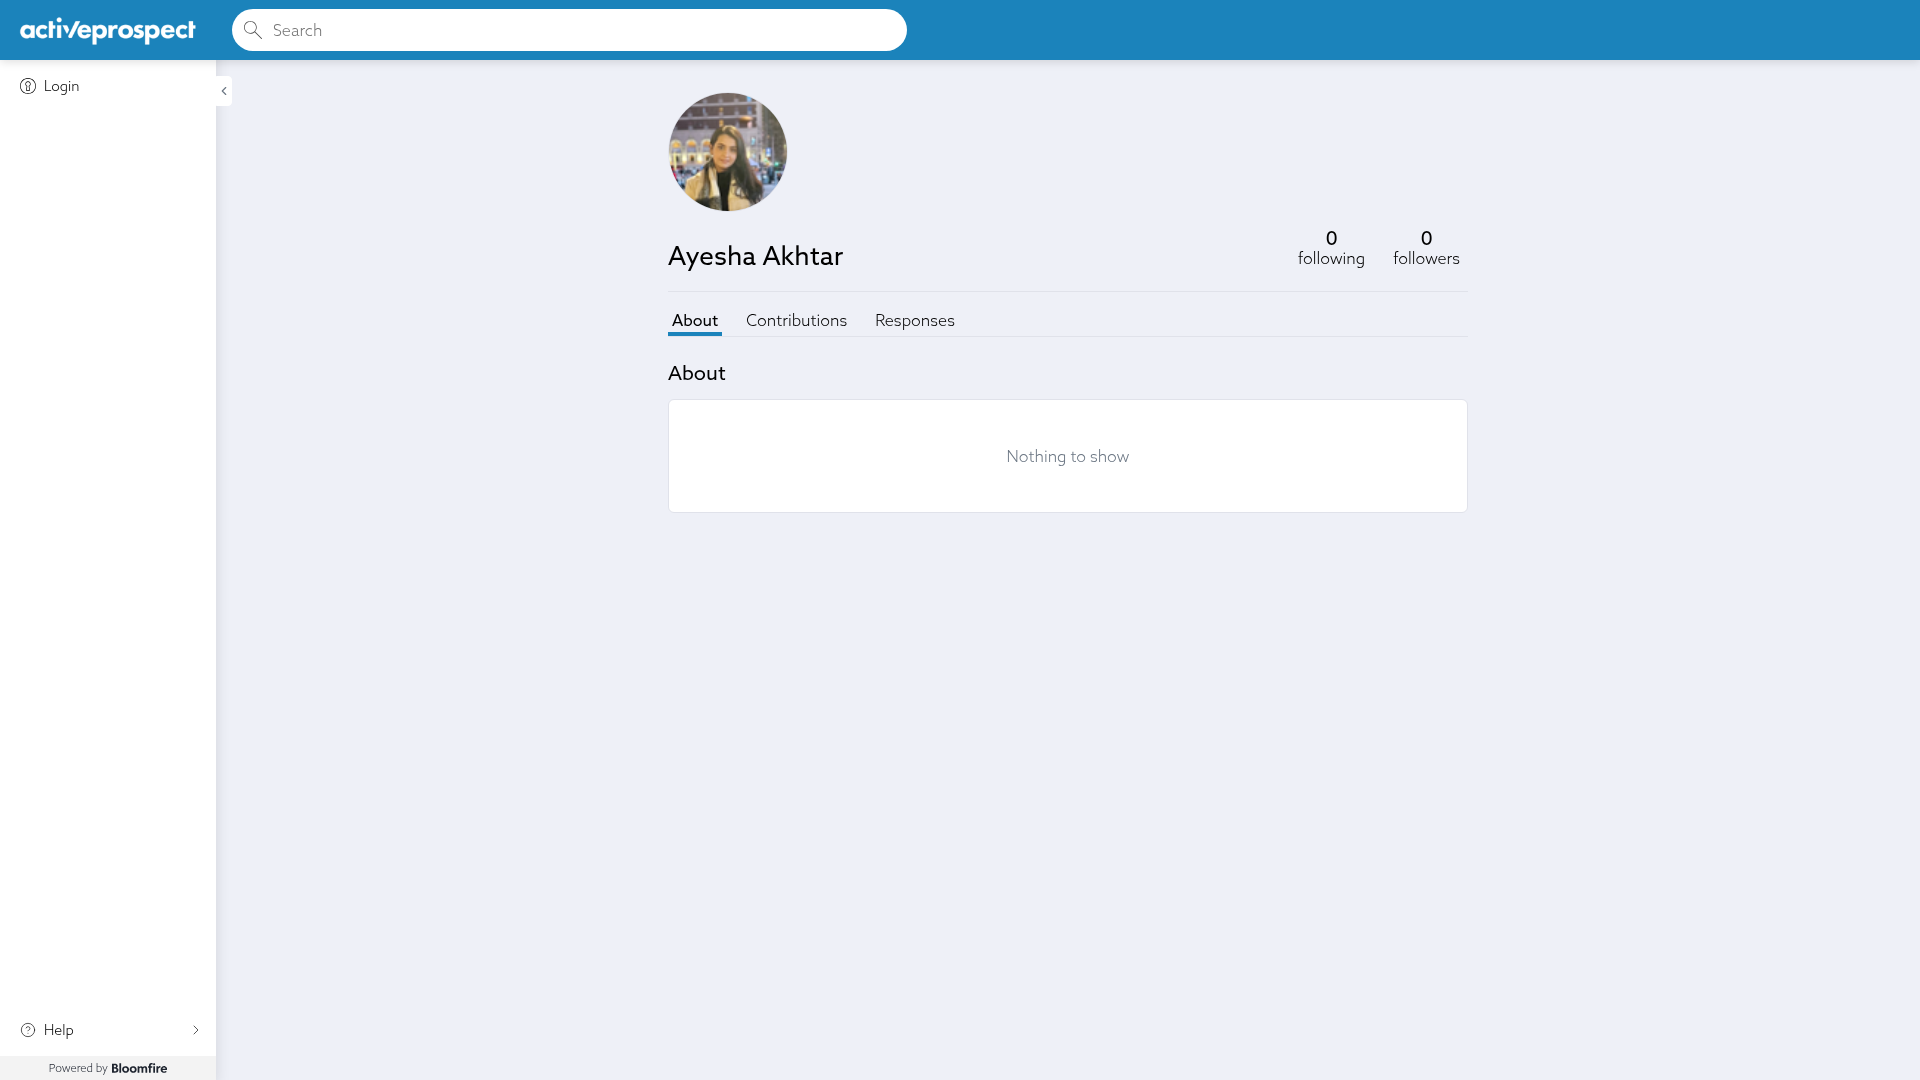 activeprospect
Search
Login
Ayesha Akhtar
0
following
0
followers
About
Contributions
Responses
About
Nothing to show
Help
Powered by Bloomfire